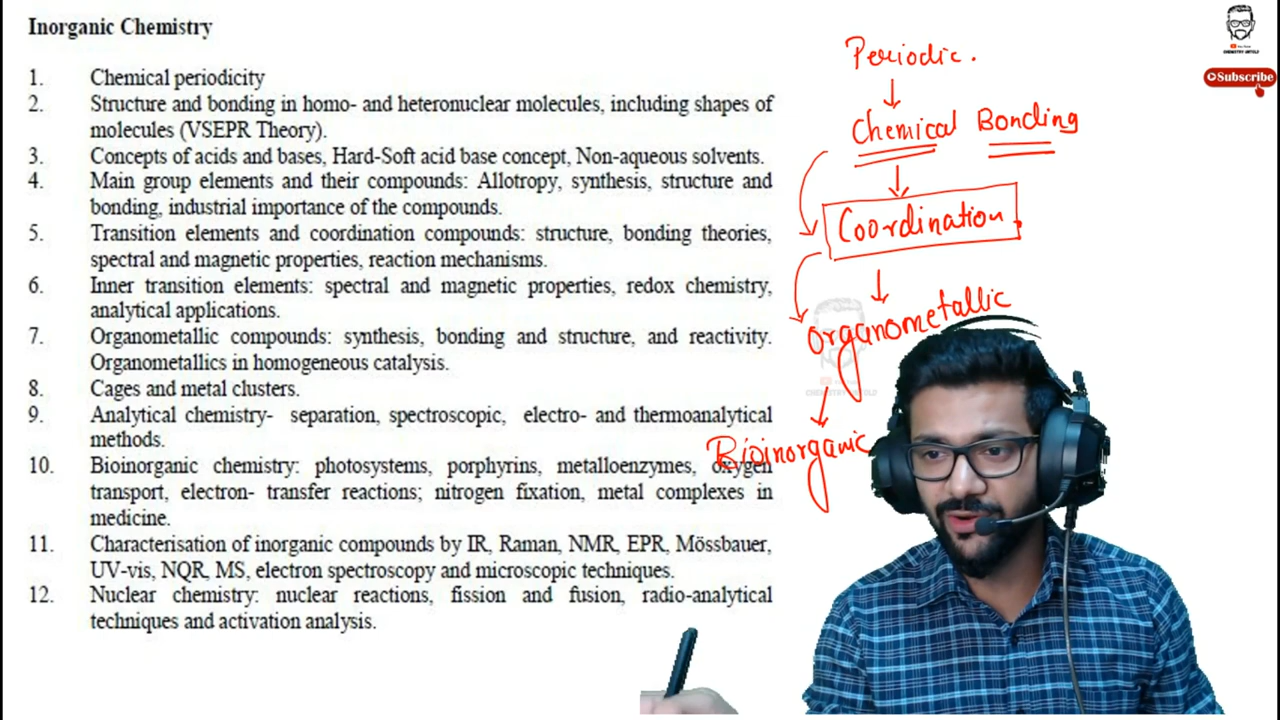 Inorganic Chemistry
1. Chemical periodicity
2. Structure and bonding in homo- and heteronuclear molecules, including shapes of
molecules (VSEPR Theory).
3. Concepts of acids and bases, Hard-Soft acid base concept, Non-aqueous solvents.
4. Main group elements and their compounds: Allotropy, synthesis, structure and
bonding, industrial importance of the compounds.
5. Transition elements and coordination compounds: structure, bonding theories,
spectral and magnetic properties, reaction mechanisms.
6. Inner transition elements: spectral and magnetic properties, redox chemistry,
analytical applications.
7. Organometallic compounds: synthesis, bonding and structure, and reactivity.
Organometallics in homogeneous catalysis.
8. Cages and metal clusters.
9. Analytical chemistry- separation, spectroscopic, electro- and thermoanalytical
methods.
10. Bioinorganic chemistry: photosystems, porphyrins, metalloenzymes, oxygen
transport, electron- transfer reactions; nitrogen fixation, metal complexes in
medicine.
11. Characterisation of inorganic compounds by IR, Raman, NMR, EPR, Mössbauer,
UV-vis, NQR, MS, electron spectroscopy and microscopic techniques.
12. Nuclear chemistry: nuclear reactions, fission and fusion, radio-analytical
techniques and activation analysis.
Periodic.
Chemical Bonding
Coordination.
Organometallic
Bioinorganic
CHEMISTRY UNTOLD
Subscribe
CHEMISTRY UNTOLD